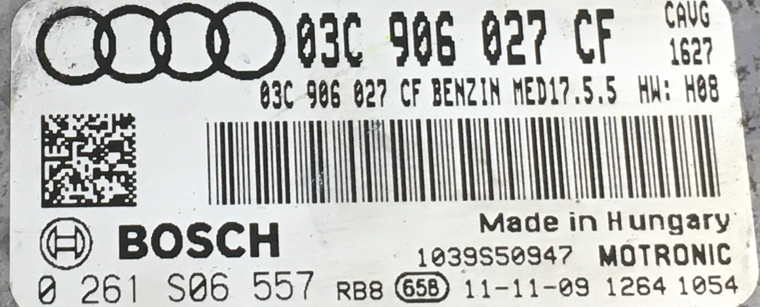 03C 906 027 CF CAVG
1627
03C 906 027 CF BENZIN MED17.5.5 HW: H08
Made in Hungary
BOSCH
1039S50947 MOTRONIC
0 261 S06 557 RB8 658 11-11-09 1264 1054